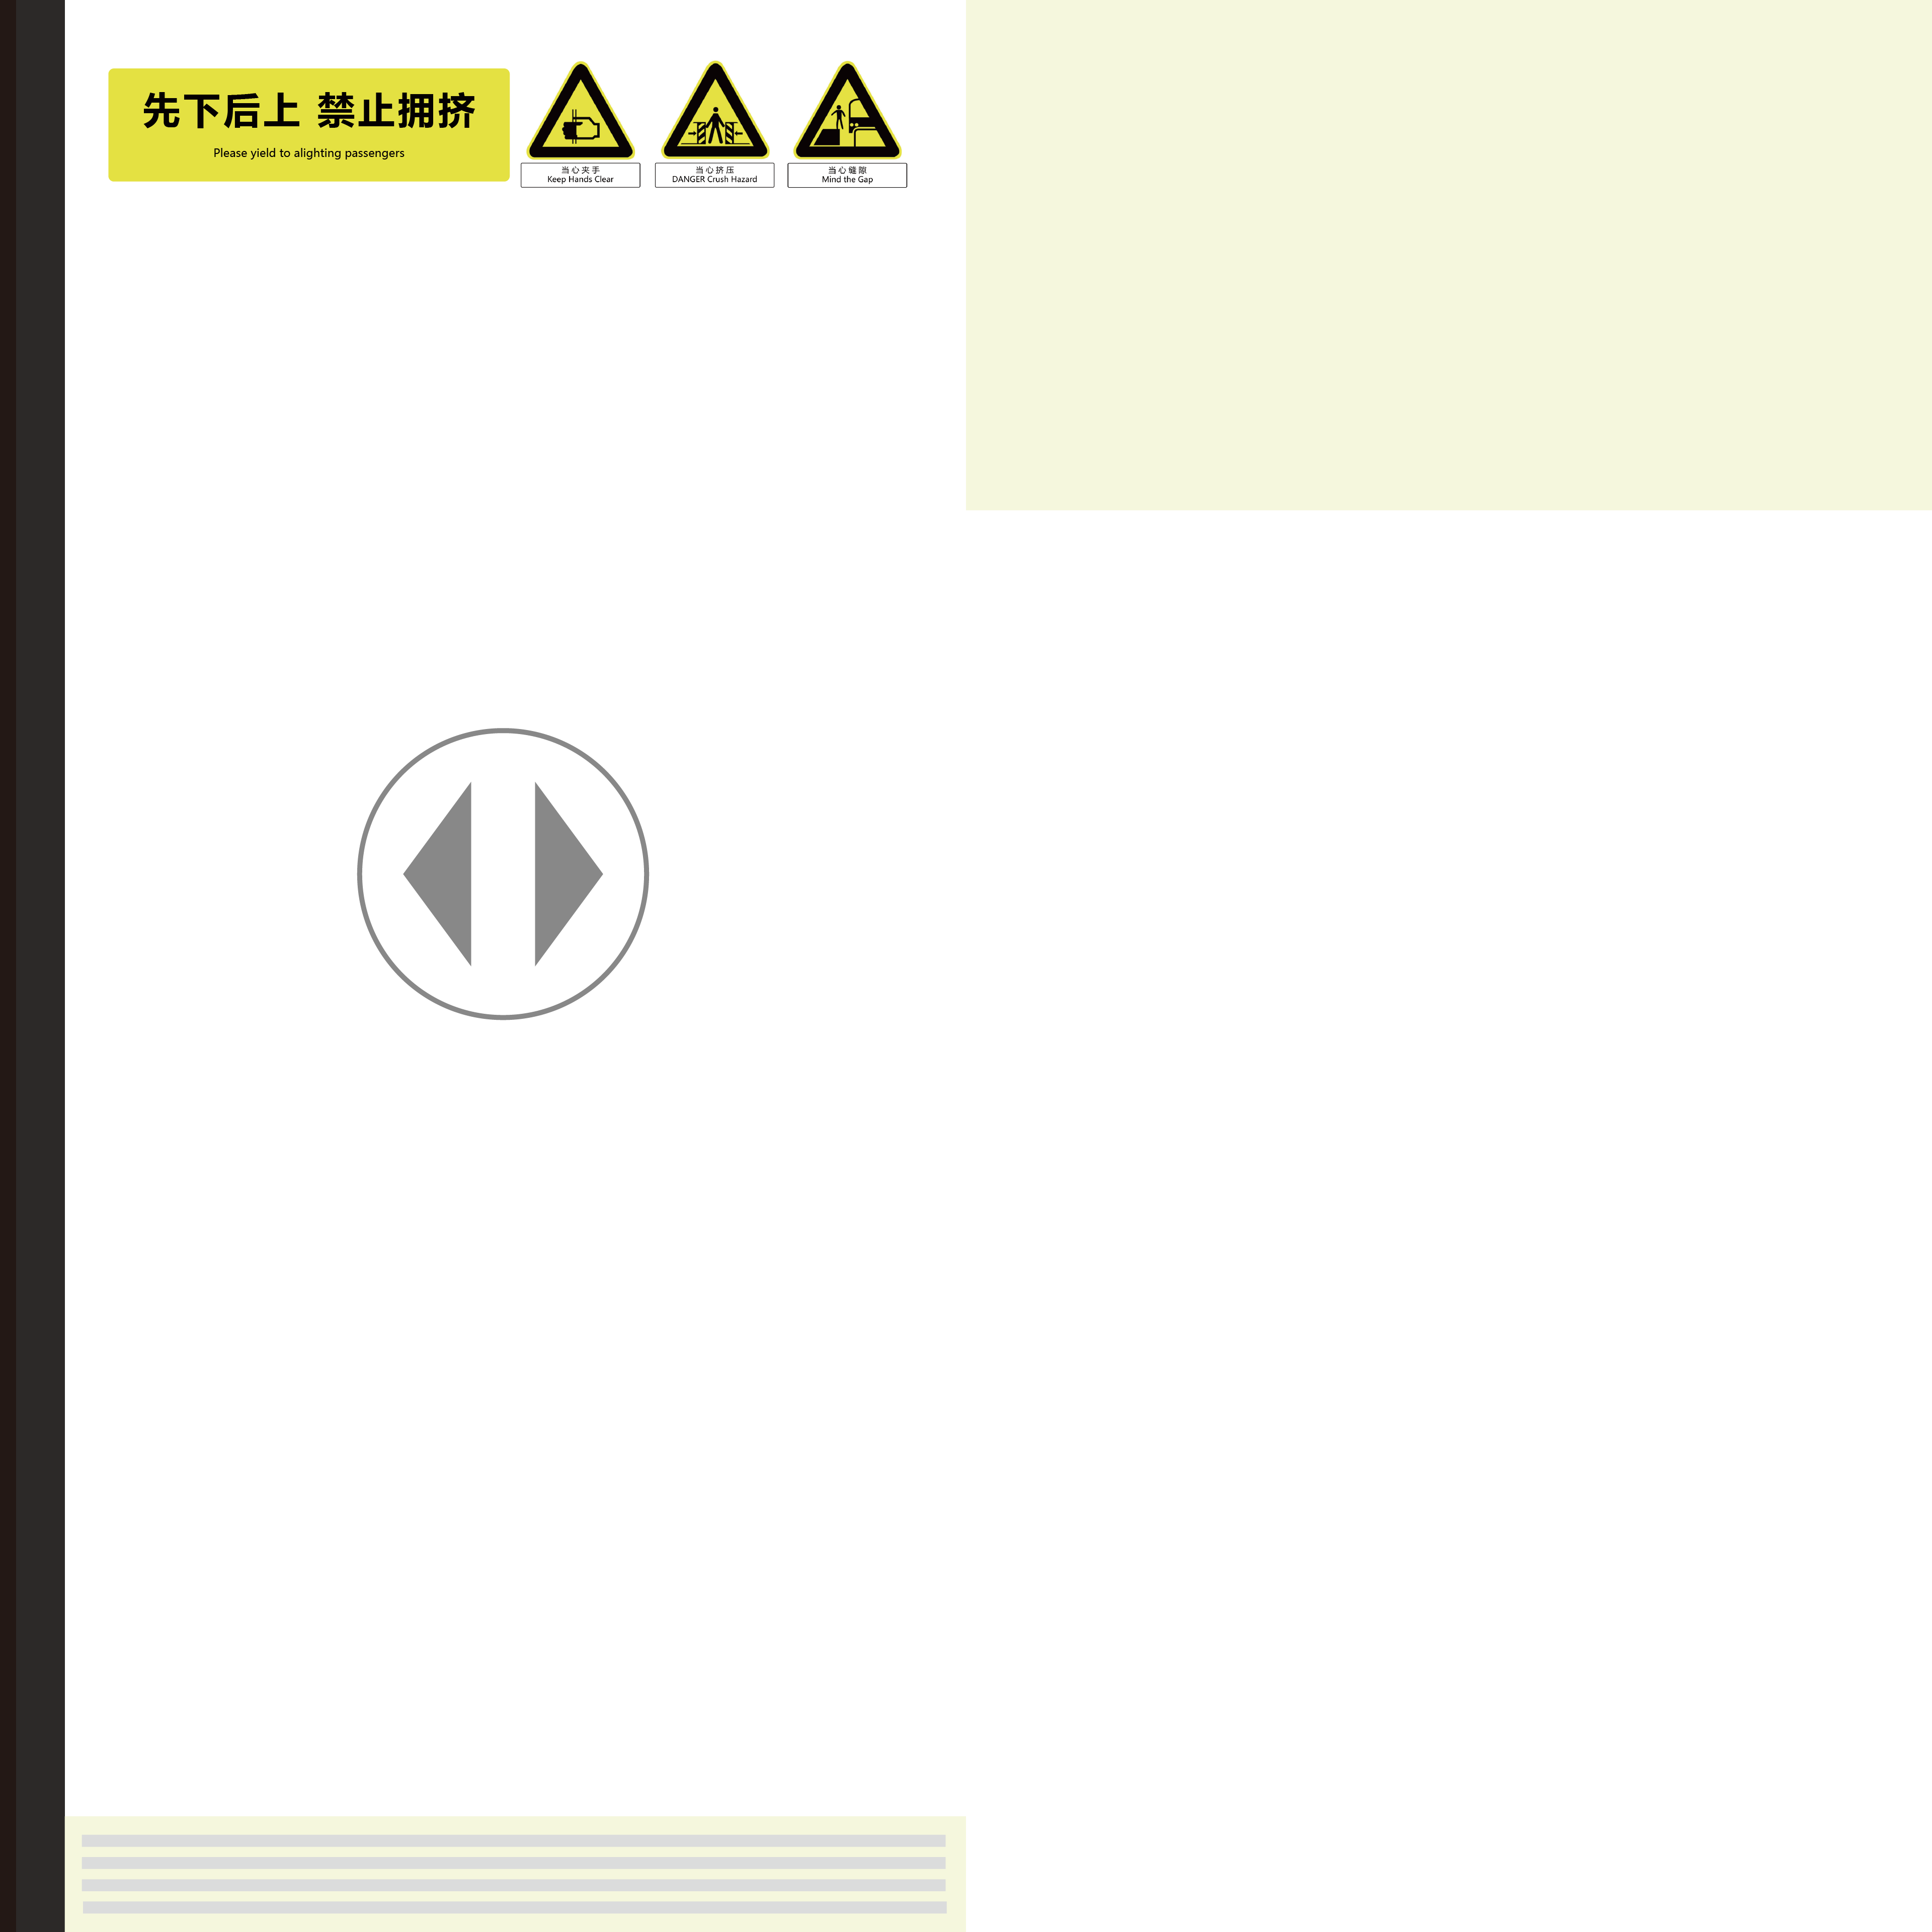 先下后上 禁止拥挤
Please yield to alighting passengers
当心夹手
Keep Hands Clear
当心挤压
DANGER Crush Hazard
当心缝隙
Mind the Gap